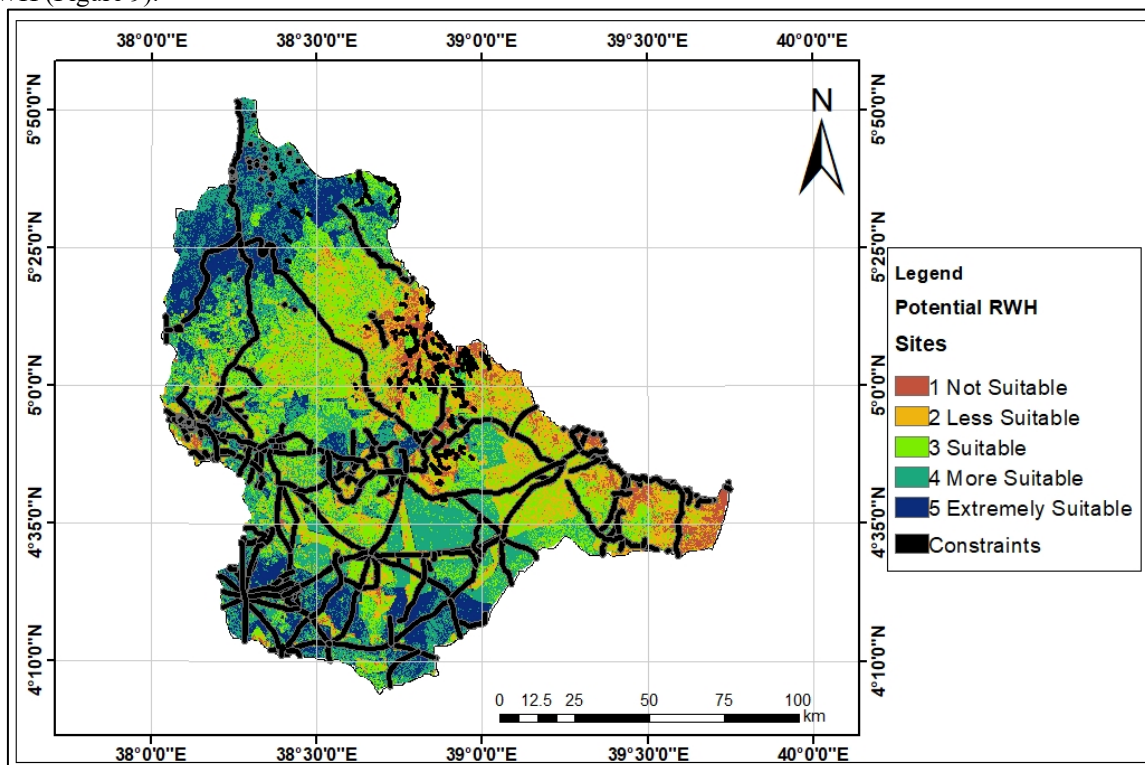 WH (Figure 9).
38°0'0"E 38°30'0"E 39°0'0"E 39°30'0"E 40°0'0"E
N
5°50'0"N 5°50'0"N
5°25'0"N 5°25'0"N
Legend
Potential RWH
Sites
1 Not Suitable
5°0'0"N 5°0'0"N
2 Less Suitable
3 Suitable
4 More Suitable
5 Extremely Suitable
4°35'0"N 4°35'0"N
Constraints
4°10'0"N 4°10'0"N
0 12.5 25 50 75 100
km
38°0'0"E 38°30'0"E 39°0'0"E 39°30'0"E 40°0'0"E